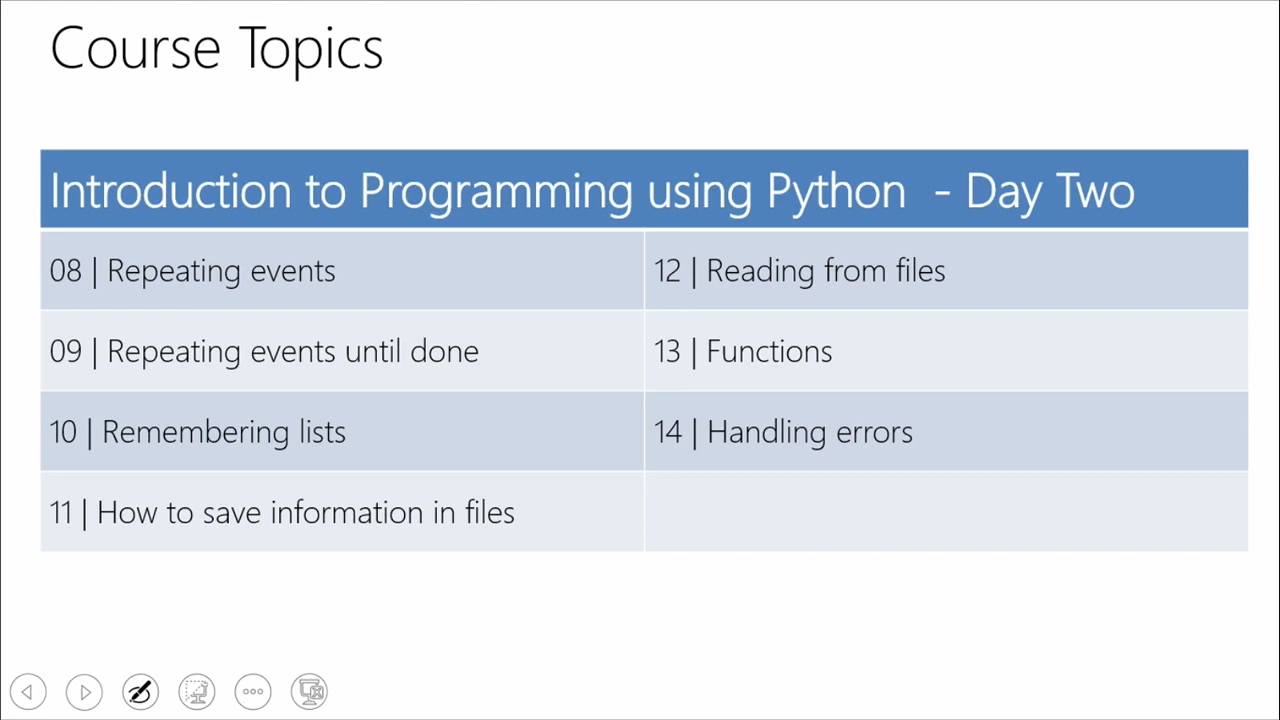 Course Topics
Introduction to Programming using Python - Day Two
08 | Repeating events
12 | Reading from files
09 | Repeating events until done
13 | Functions
10 | Remembering lists
14 | Handling errors
11 | How to save information in files